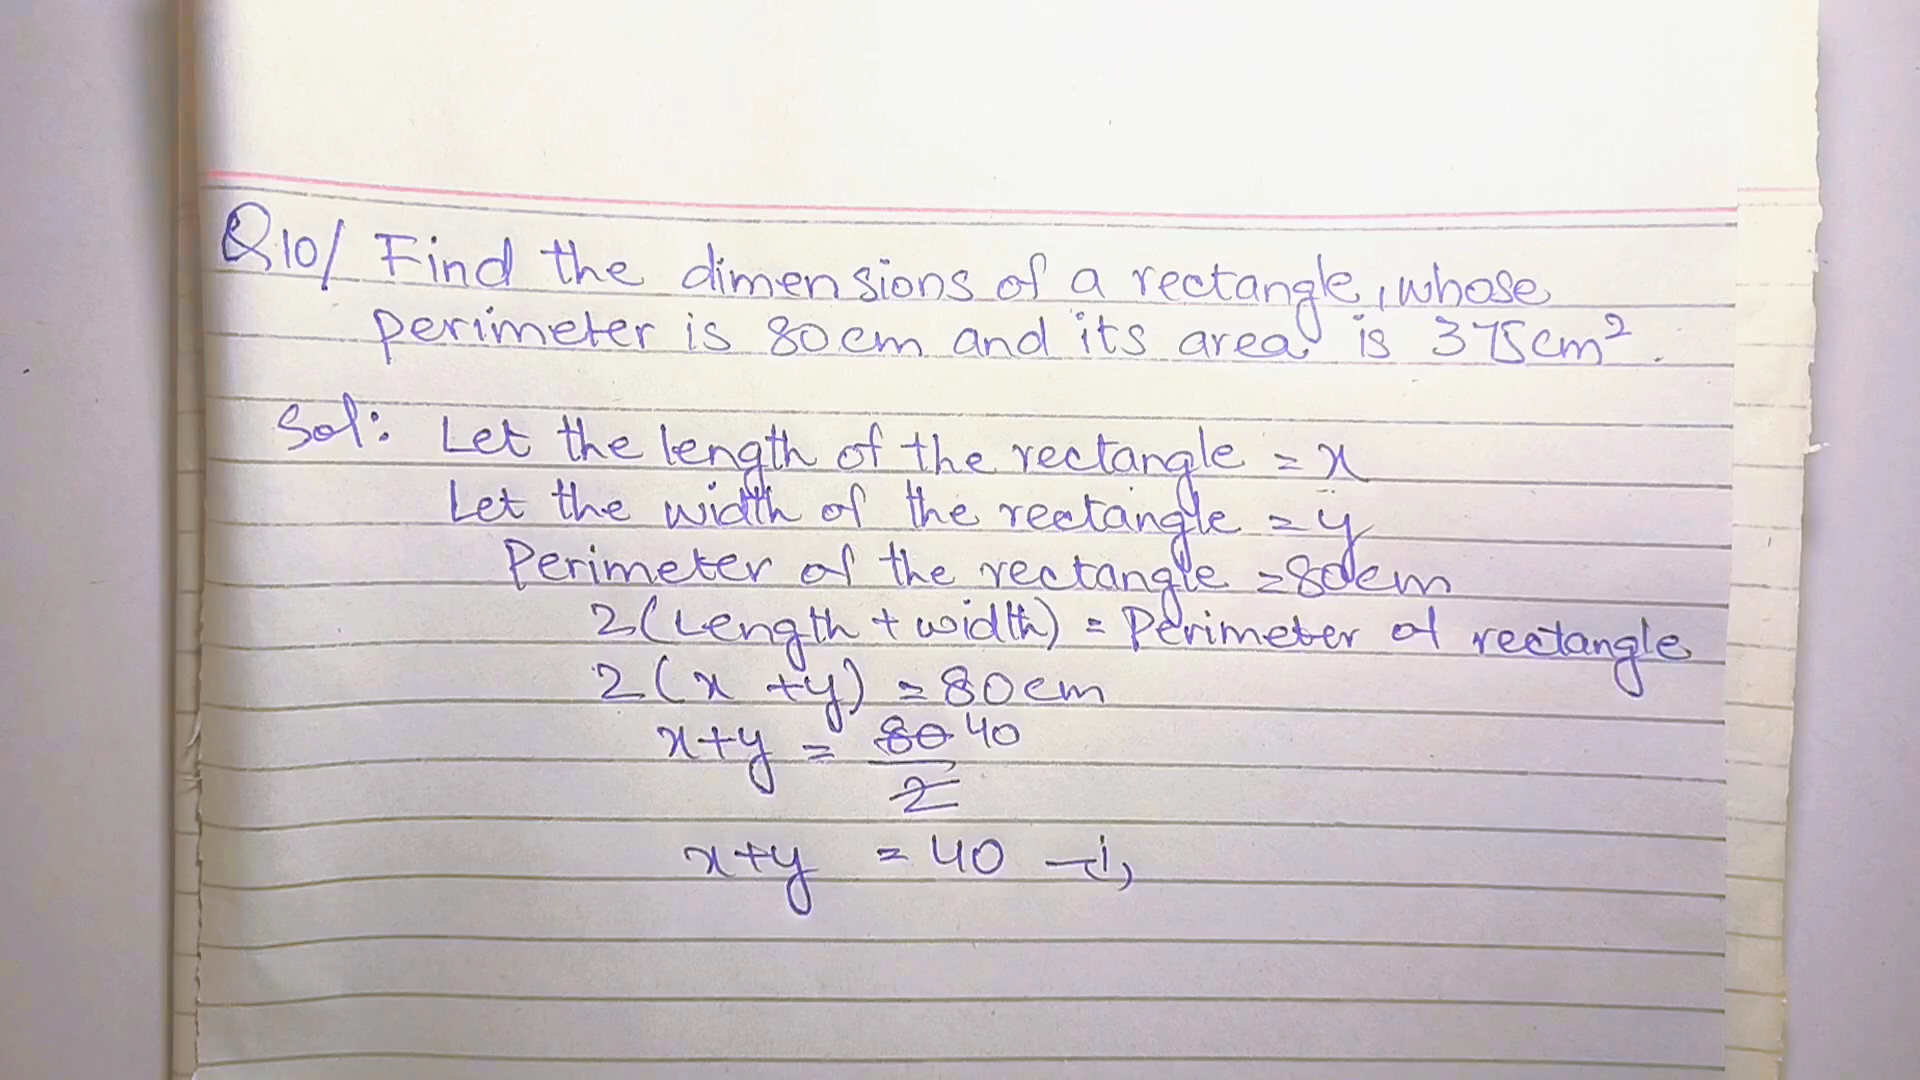 Q10/ Find the dimensions of a rectangle, whose
perimeter is 80cm and its area is 375cm².
Sol: Let the length of the rectangle = x
Let the width of the rectangle = y
Perimeter of the rectangle = 80cm
2(Length + width) = Perimeter of rectangle
2(x + y) = 80cm
x+y = 80 40
2
x+y = 40 —i,